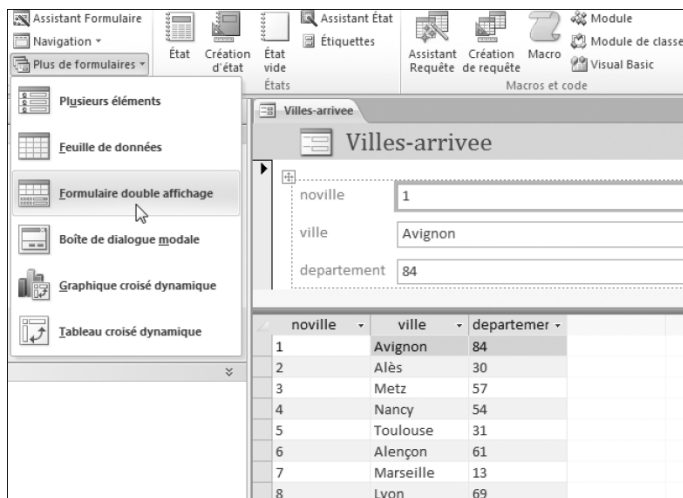 Assistant Formulaire
Navigation
Plus de formulaires
État
Création d'état
État vide
Assistant État
Étiquettes
États
Assistant Requête
Création de requête
Macro
Module
Module de classe
Visual Basic
Macros et code
Plusieurs éléments
Feuille de données
Formulaire double affichage
Boîte de dialogue modale
Graphique croisé dynamique
Tableau croisé dynamique
Villes-arrivee
Villes-arrivee
noville 1
ville Avignon
departement 84
noville ville departemer
1 Avignon 84
2 Alès 30
3 Metz 57
4 Nancy 54
5 Toulouse 31
6 Alençon 61
7 Marseille 13
8 Lyon 69